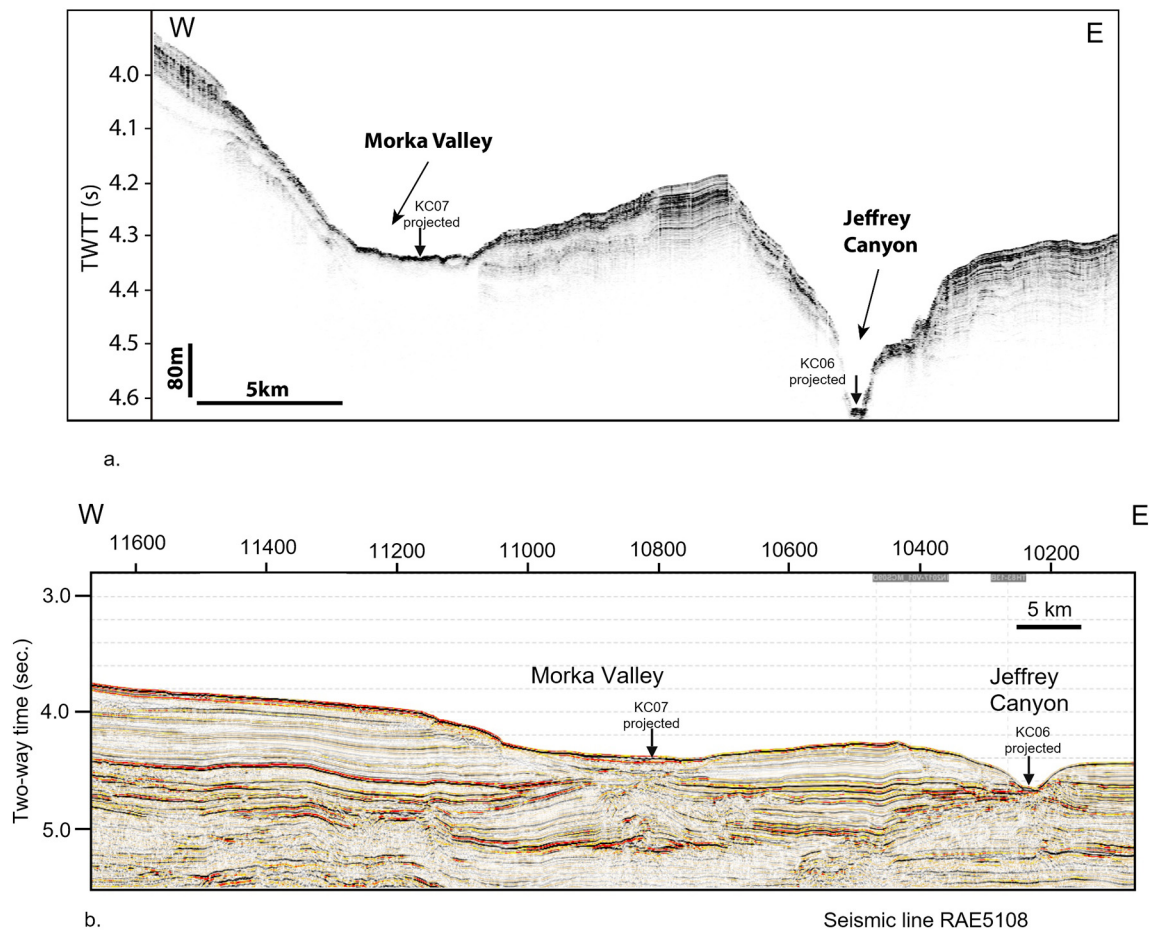 W
E
4.0
4.1
4.2
4.3
4.4
4.5
4.6
TWTT (s)
Morka Valley
KC07
projected
Jeffrey
Canyon
KC06
projected
80m
5km
a.
W
E
11600
11400
11200
11000
10800
10600
10400
10200
3.0
4.0
5.0
Two-way time (sec.)
5 km
Morka Valley
KC07
projected
Jeffrey
Canyon
KC06
projected
b.
Seismic line RAE5108